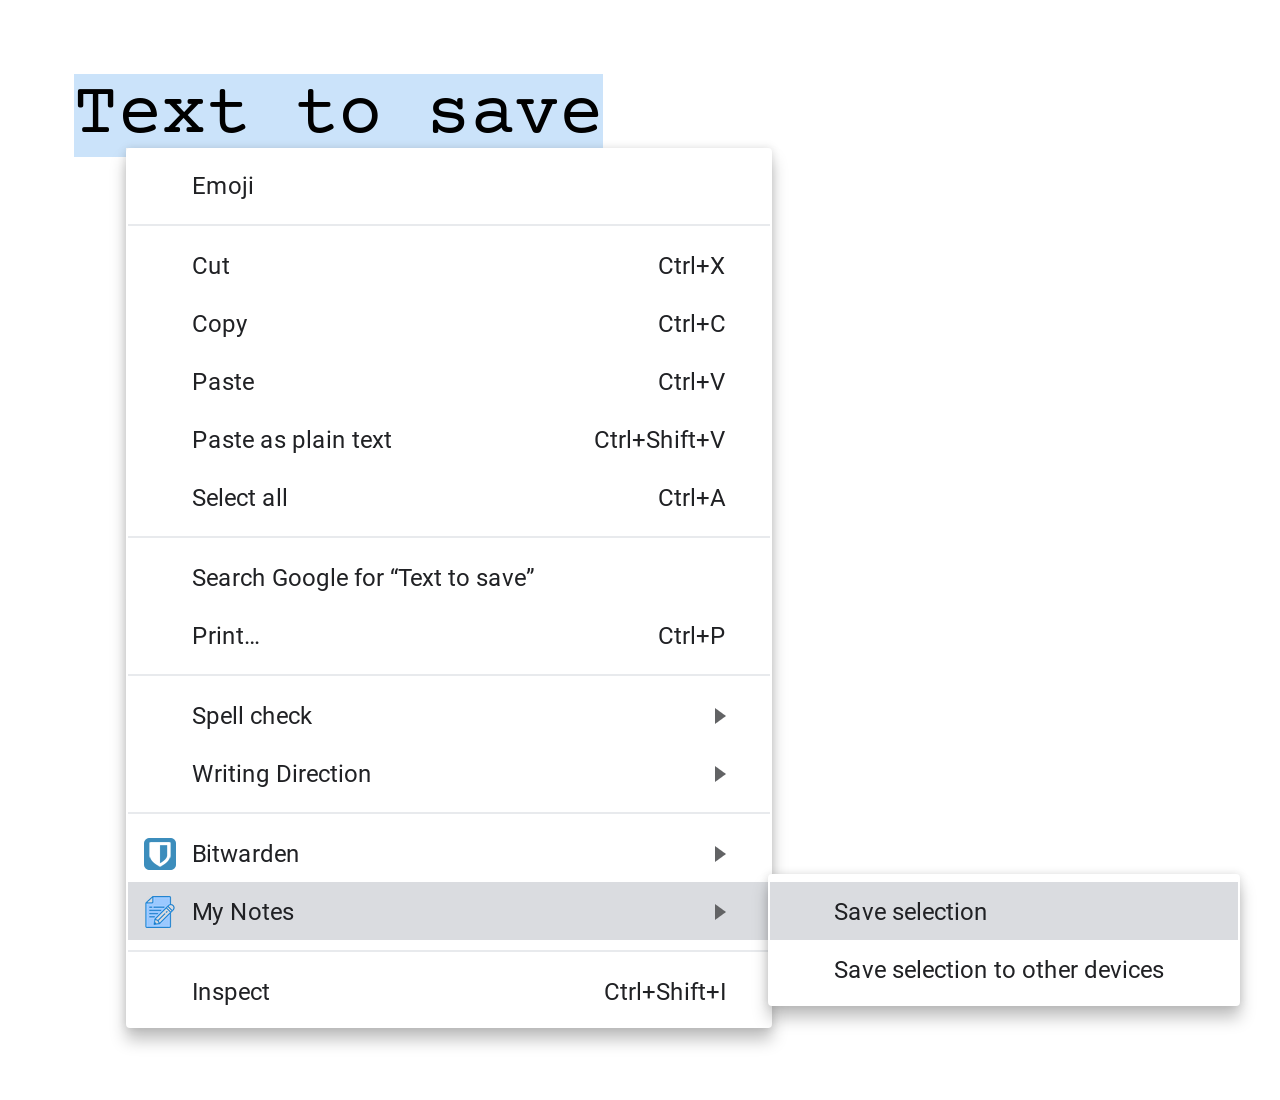 Text to save
Emoji
Cut Ctrl+X
Copy Ctrl+C
Paste Ctrl+V
Paste as plain text Ctrl+Shift+V
Select all Ctrl+A
Search Google for “Text to save”
Print… Ctrl+P
Spell check
Writing Direction
Bitwarden
My Notes
Save selection
Save selection to other devices
Inspect Ctrl+Shift+I